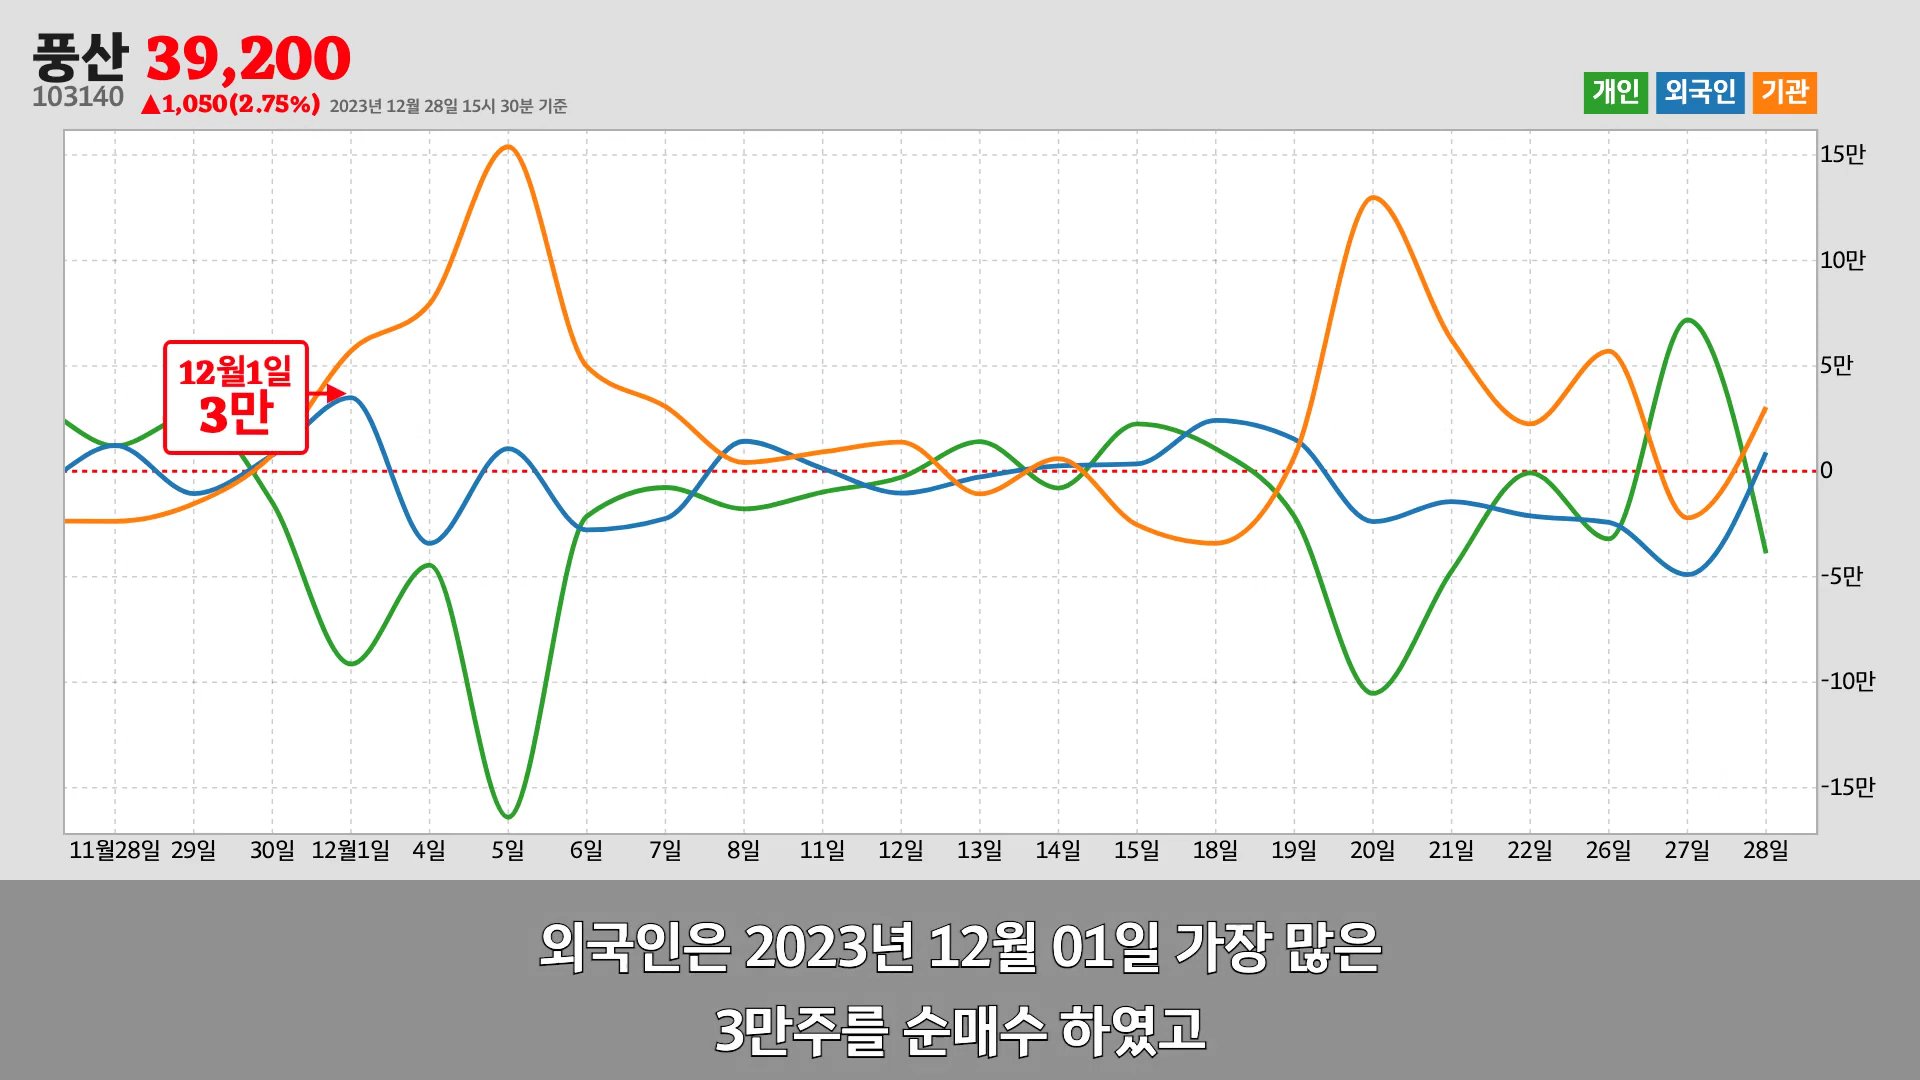 풍산 39,200
103140 ▲1,050(2.75%) 2023년 12월 28일 15시 30분 기준
개인 외국인 기관
15만
10만
5만
0
-5만
-10만
-15만
12월1일
3만
11월28일 29일 30일 12월1일 4일 5일 6일 7일 8일 11일 12일 13일 14일 15일 18일 19일 20일 21일 22일 26일 27일 28일
외국인은 2023년 12월 01일 가장 많은
3만주를 순매수 하였고